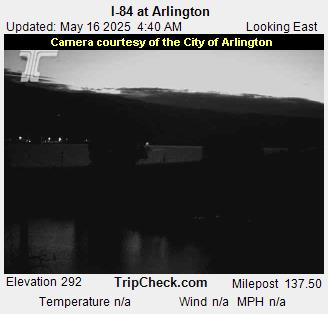 I-84 at Arlington
Updated: May 16 2025 4:40 AM Looking East
Camera courtesy of the City of Arlington
Elevation 292 TripCheck.com Milepost 137.50
Temperature n/a Wind n/a MPH n/a